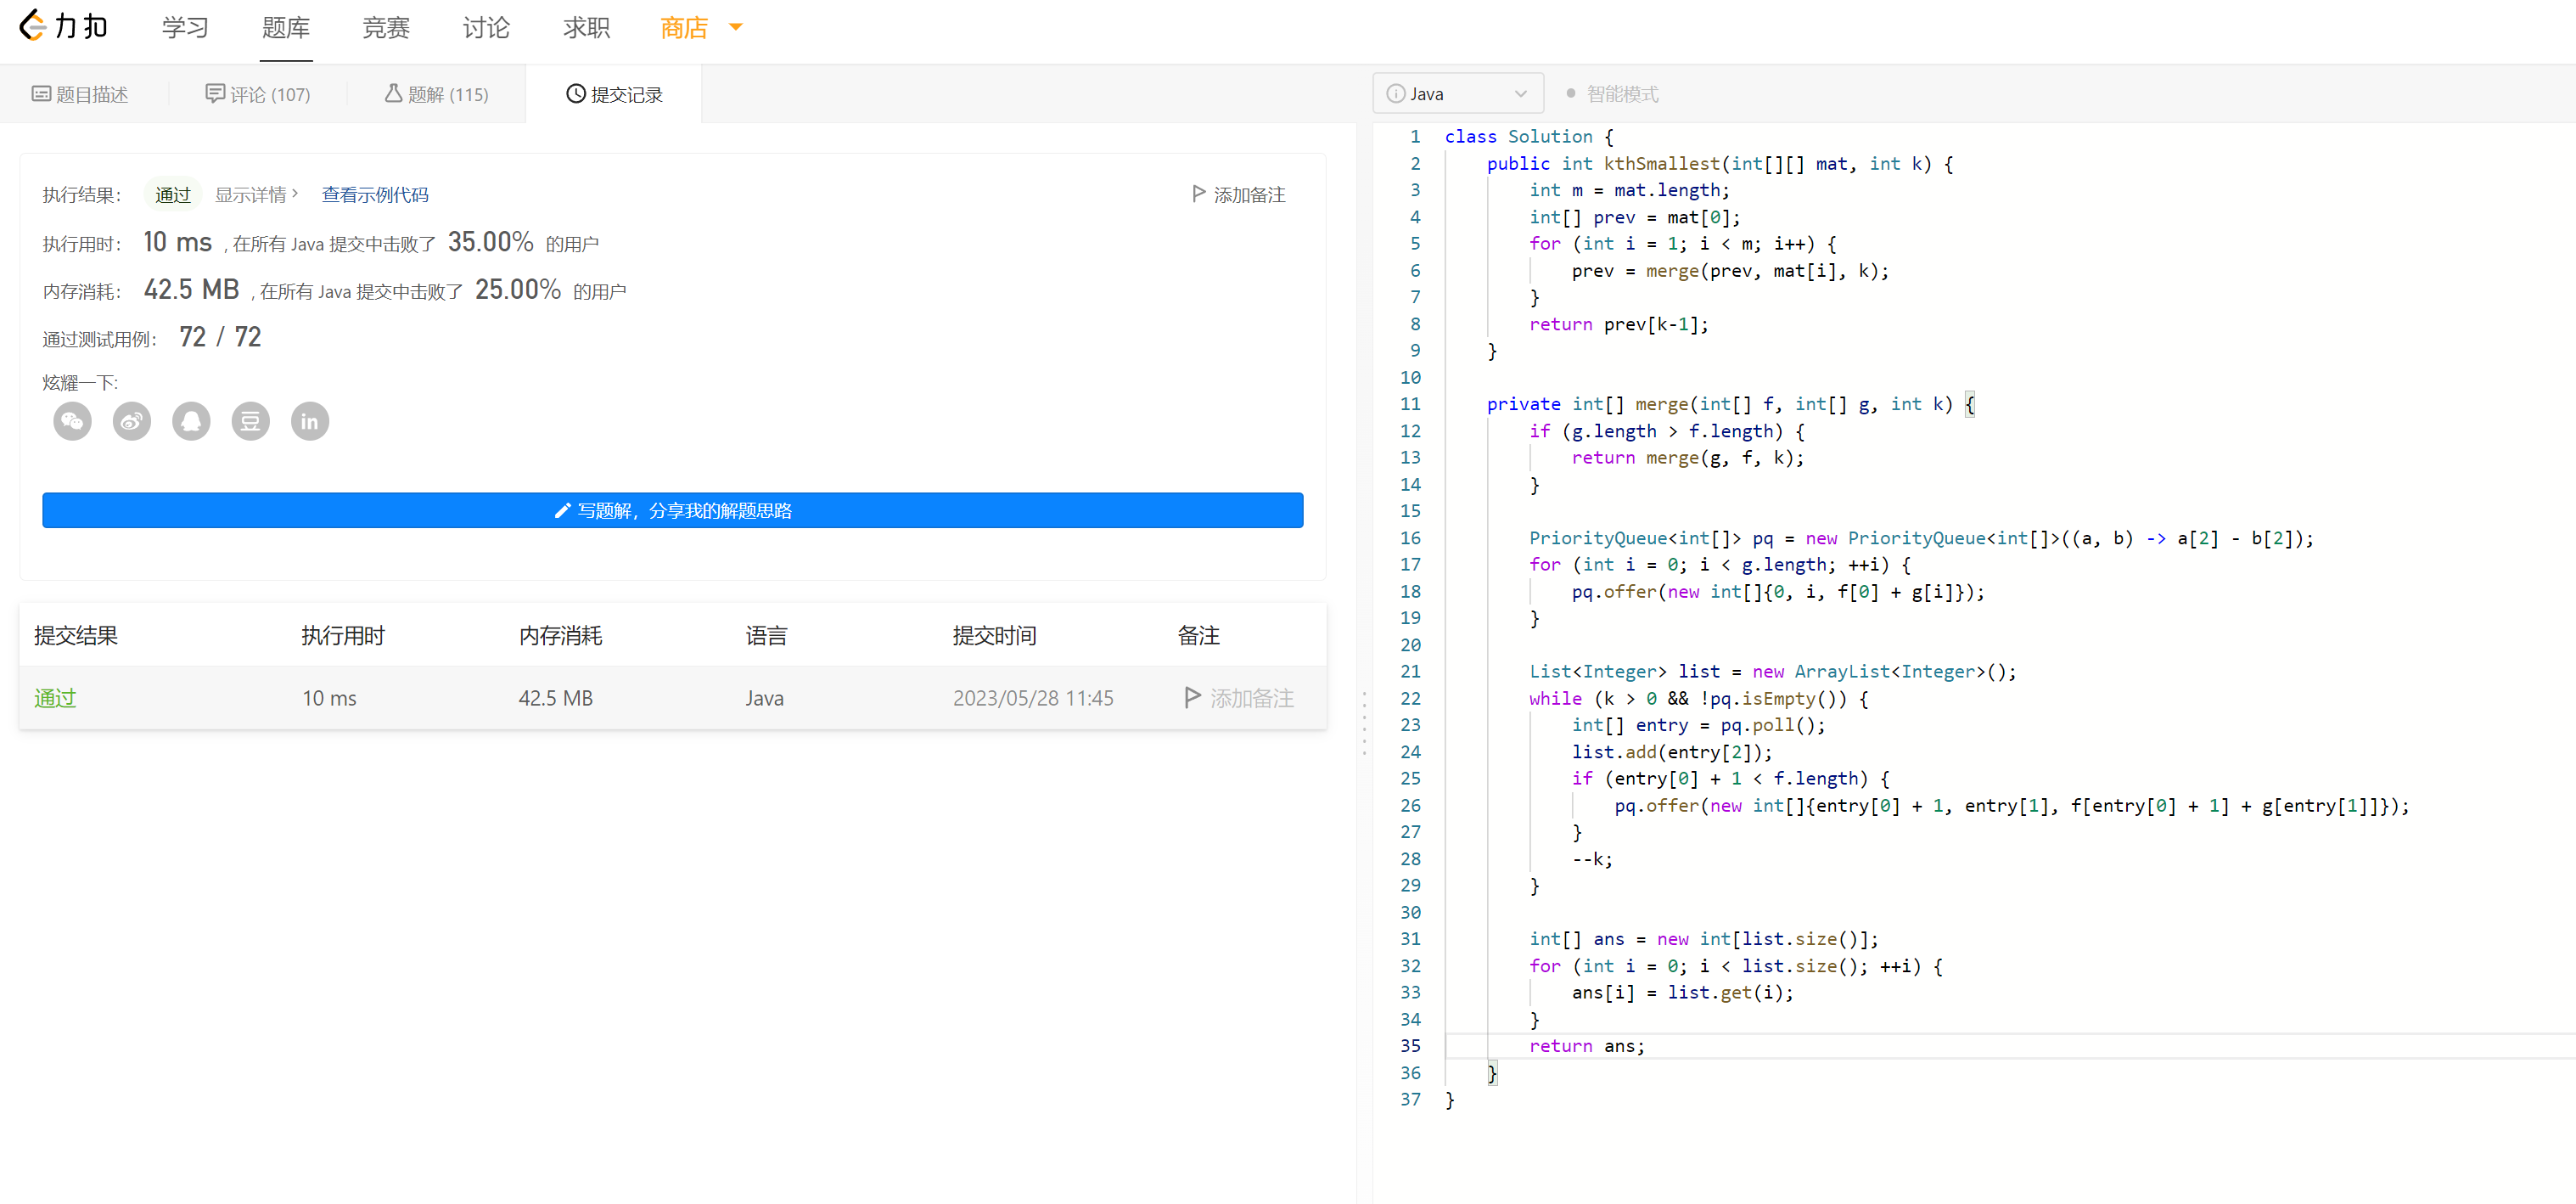 力扣 学习 题库 竞赛 讨论 求职 商店
题目描述 评论 (107) 题解 (115) 提交记录
执行结果： 通过 显示详情 › 查看示例代码 添加备注
执行用时： 10 ms , 在所有 Java 提交中击败了 35.00% 的用户
内存消耗： 42.5 MB , 在所有 Java 提交中击败了 25.00% 的用户
通过测试用例： 72 / 72
炫耀一下:
豆 in
写题解，分享我的解题思路
提交结果 执行用时 内存消耗 语言 提交时间 备注
通过 10 ms 42.5 MB Java 2023/05/28 11:45 添加备注
Java 智能模式
1 class Solution {
2 public int kthSmallest(int[][] mat, int k) {
3 int m = mat.length;
4 int[] prev = mat[0];
5 for (int i = 1; i < m; i++) {
6 prev = merge(prev, mat[i], k);
7 }
8 return prev[k-1];
9 }
10
11 private int[] merge(int[] f, int[] g, int k) {
12 if (g.length > f.length) {
13 return merge(g, f, k);
14 }
15
16 PriorityQueue<int[]> pq = new PriorityQueue<int[]>((a, b) -> a[2] - b[2]);
17 for (int i = 0; i < g.length; ++i) {
18 pq.offer(new int[]{0, i, f[0] + g[i]});
19 }
20
21 List<Integer> list = new ArrayList<Integer>();
22 while (k > 0 && !pq.isEmpty()) {
23 int[] entry = pq.poll();
24 list.add(entry[2]);
25 if (entry[0] + 1 < f.length) {
26 pq.offer(new int[]{entry[0] + 1, entry[1], f[entry[0] + 1] + g[entry[1]]});
27 }
28 --k;
29 }
30
31 int[] ans = new int[list.size()];
32 for (int i = 0; i < list.size(); ++i) {
33 ans[i] = list.get(i);
34 }
35 return ans;
36 }
37 }